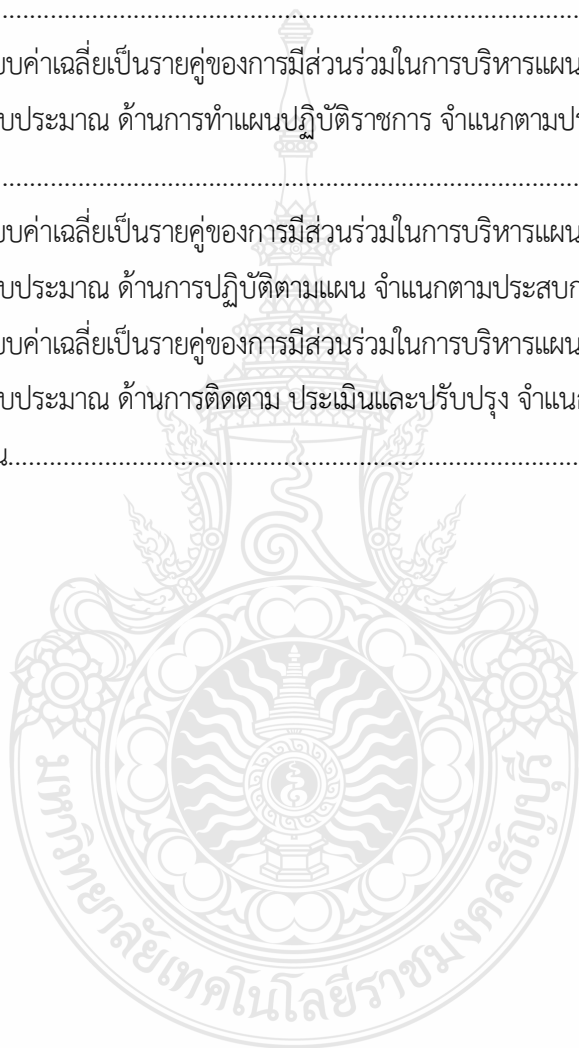 ....................................................................................
บบค่าเฉลี่ยเป็นรายคู่ของการมีส่วนร่วมในการบริหารแผน
บประมาณ ด้านการทำแผนปฏิบัติราชการ จำแนกตามปร
....................................................................................
บบค่าเฉลี่ยเป็นรายคู่ของการมีส่วนร่วมในการบริหารแผน
บประมาณ ด้านการปฏิบัติตามแผน จำแนกตามประสบก
บบค่าเฉลี่ยเป็นรายคู่ของการมีส่วนร่วมในการบริหารแผน
บประมาณ ด้านการติดตาม ประเมินและปรับปรุง จำแนก
น....................................................................................
มหาวิทยาลัยเทคโนโลยีราชมงคลธัญบุรี